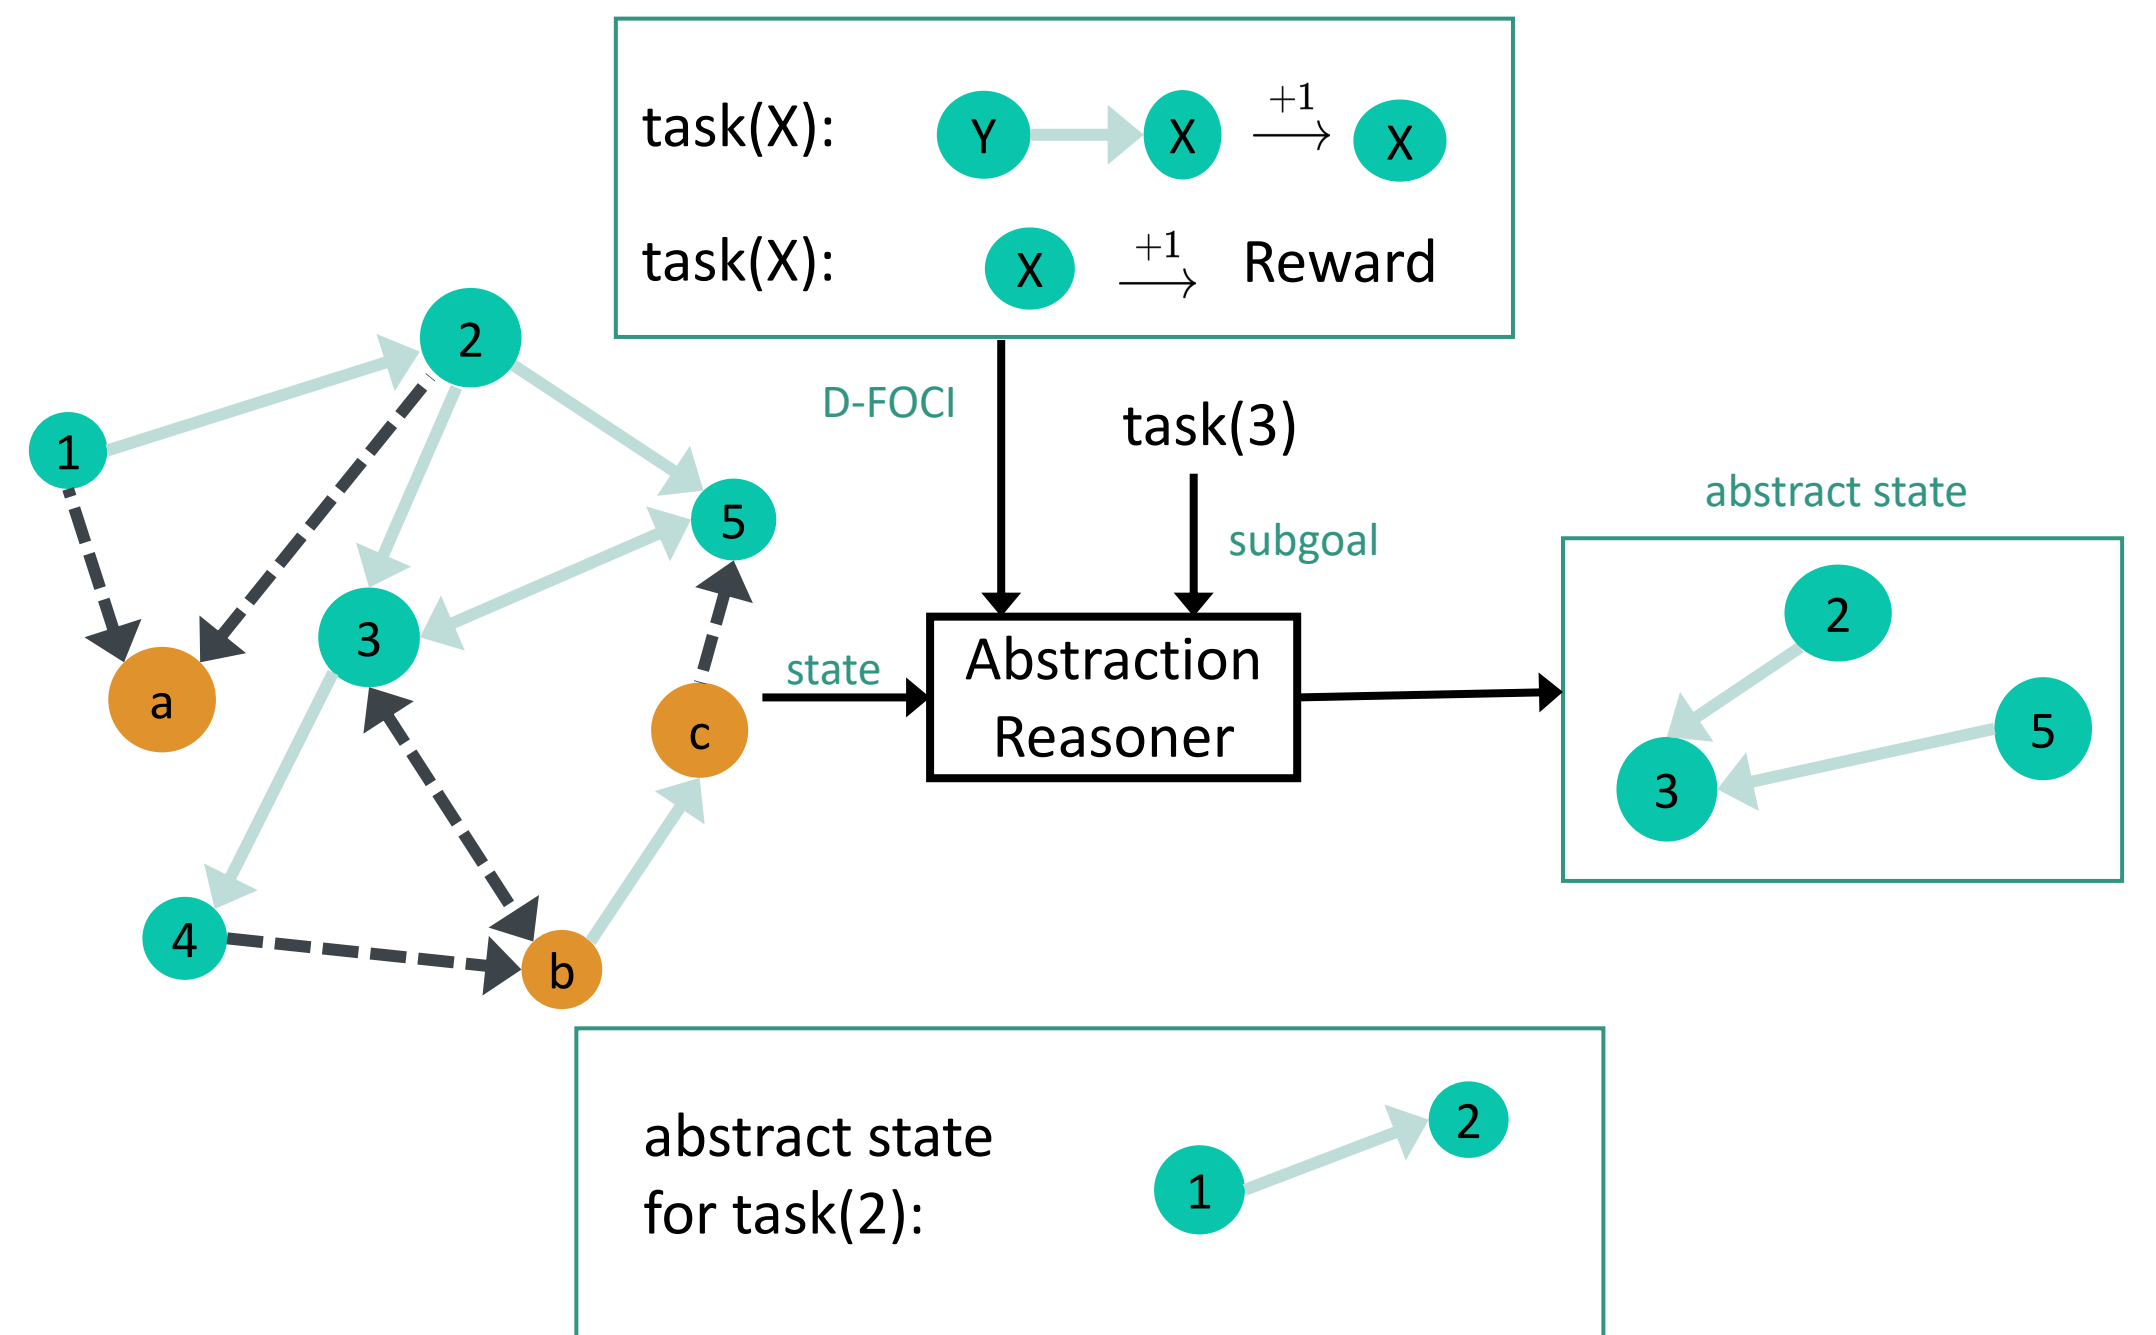 task(X): Y X +1 X
task(X): X +1 Reward
D-FOCI
task(3)
subgoal
state
Abstraction
Reasoner
abstract state
2
5
3
1
2
5
3
a
c
4
b
abstract state
for task(2):
1
2